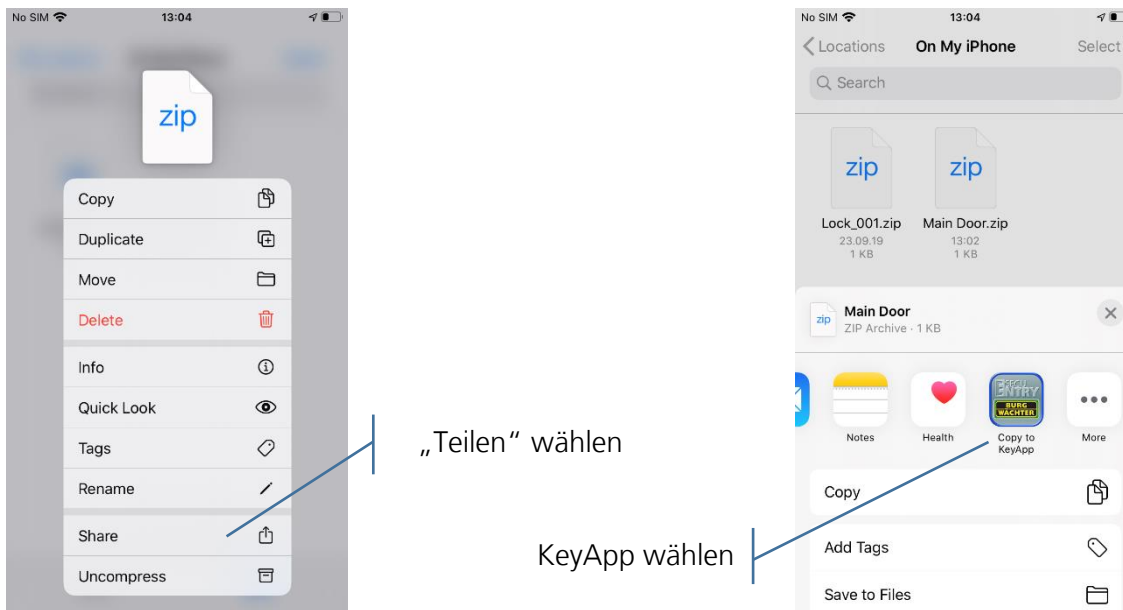 No SIM 13:04
zip
Copy
Duplicate
Move
Delete
Info
Quick Look
Tags
Rename
Share
Uncompress
„Teilen“ wählen
KeyApp wählen
No SIM 13:04
Locations On My iPhone Select
Search
zip zip
Lock_001.zip Main Door.zip
23.09.19 13:02
1 KB 1 KB
zip
Main Door
ZIP Archive · 1 KB
ENTRY
BURG
WÄCHTER
Notes Health Copy to KeyApp More
Copy
Add Tags
Save to Files